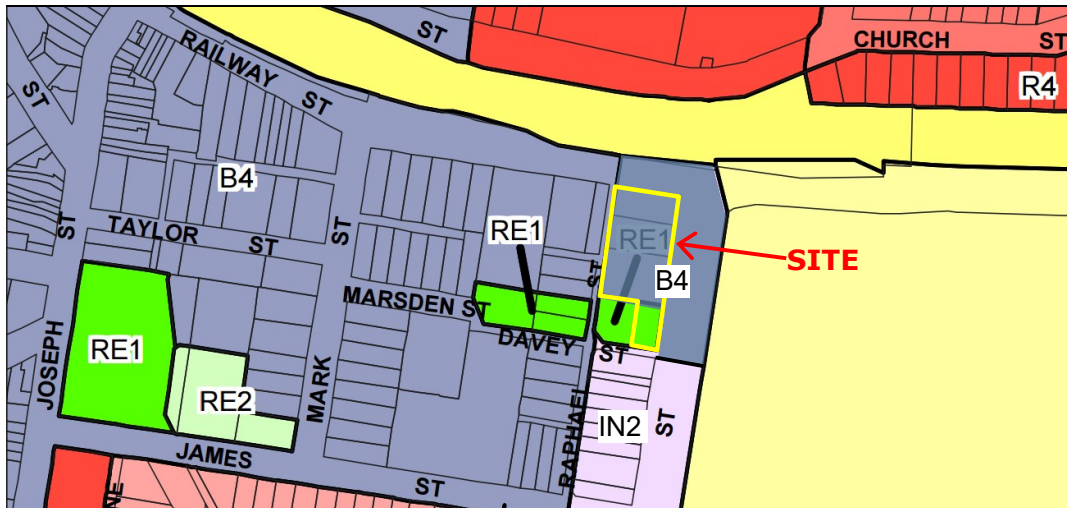 RAILWAY ST
ST
CHURCH ST
R4
ST
B4
RE1
RE1
SITE
B4
ST
TAYLOR ST
ST
ST
MARSDEN ST
DAVEY ST
RE1
RE2
JOSEPH
MARK
RAPHAEL
IN2
ST
JAMES ST
NE